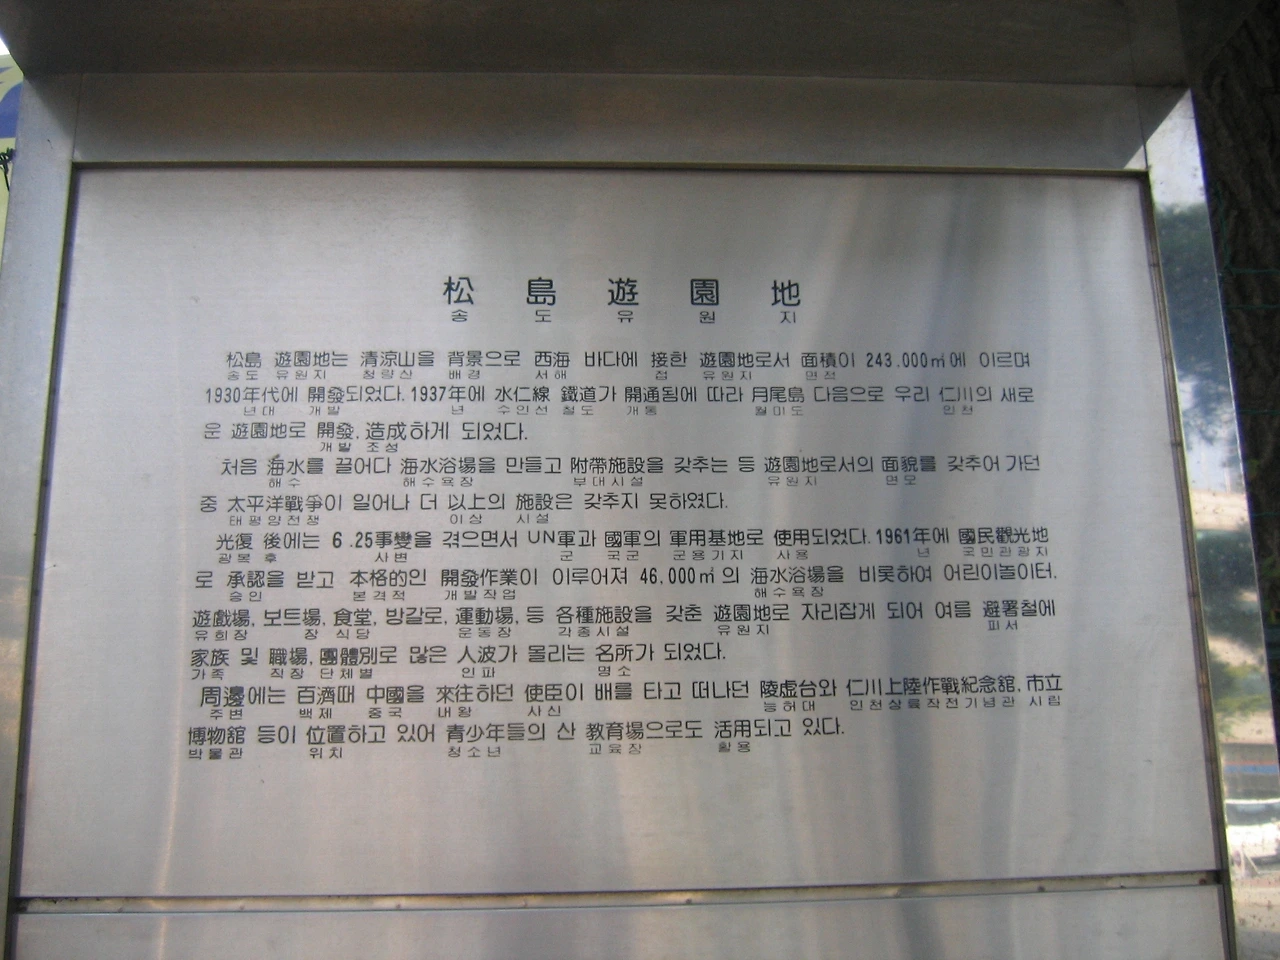 松島遊園地
송도유원지
松島 遊園地는 清凉山을 背景으로 西海 바다에 接한 遊園地로서 面積이 243.000㎡에 이르며
송도 유원지 청량산 배경 서해 접 유원지 면적
1930年代에 開發되었다. 1937年에 水仁線 鐵道가 開通됨에 따라 月尾島 다음으로 우리 仁川의 새로
년대 개발 년 수인선 철도 개통 월미도 인천
운 遊園地로 開發, 造成하게 되었다.
개발 조성
처음 海水를 끌어다 海水浴場을 만들고 附帶施設을 갖추는 등 遊園地로서의 面貌를 갖추어 가던
해수 해수욕장 부대시설 유원지 면모
중 太平洋戰爭이 일어나 더 以上의 施設은 갖추지 못하였다.
태평양전쟁 이상 시설
光復 後에는 6.25事變을 겪으면서 UN軍과 國軍의 軍用基地로 使用되었다. 1961年에 國民觀光地
광복 후 사변 군 국군 군용기지 사용 년 국민관광지
로 承認을 받고 本格的인 開發作業이 이루어져 46,000㎡의 海水浴場을 비롯하여 어린이놀이터.
승인 본격적 개발작업 해수욕장
遊戱場, 보트場, 食堂, 방갈로, 運動場, 등 各種施設을 갖춘 遊園地로 자리잡게 되어 여름 避署철에
유희장 장 식당 운동장 각종시설 유원지 피서
家族 및 職場, 團體別로 많은 人波가 몰리는 名所가 되었다.
가족 직장 단체별 인파 명소
周邊에는 百濟때 中國을 來往하던 使臣이 배를 타고 떠나던 陵虛台와 仁川上陸作戰紀念舘, 市立
주변 백제 중국 내왕 사신 능허대 인천상륙작전기념관 시립
博物舘 등이 位置하고 있어 青少年들의 산 教育場으로도 活用되고 있다.
박물관 위치 청소년 교육장 활용